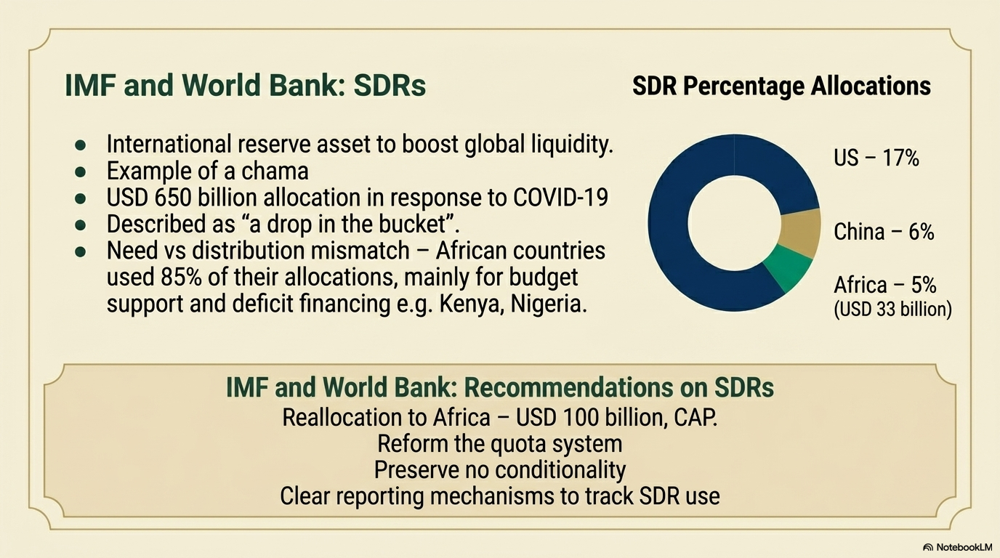 IMF and World Bank: SDRs
● International reserve asset to boost global liquidity.
● Example of a chama
● USD 650 billion allocation in response to COVID-19
● Described as “a drop in the bucket”.
● Need vs distribution mismatch – African countries
used 85% of their allocations, mainly for budget
support and deficit financing e.g. Kenya, Nigeria.
SDR Percentage Allocations
US – 17%
China – 6%
Africa – 5%
(USD 33 billion)
IMF and World Bank: Recommendations on SDRs
Reallocation to Africa – USD 100 billion, CAP.
Reform the quota system
Preserve no conditionality
Clear reporting mechanisms to track SDR use
NotebookLM